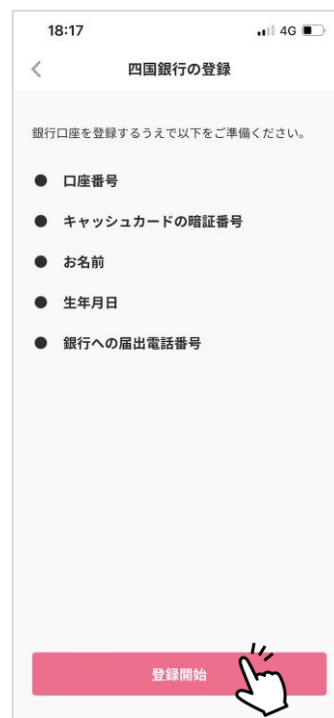 18:17
4G
四国銀行の登録
銀行口座を登録するうえで以下をご準備ください。
● 口座番号
● キャッシュカードの暗証番号
● お名前
● 生年月日
● 銀行への届出電話番号
登録開始